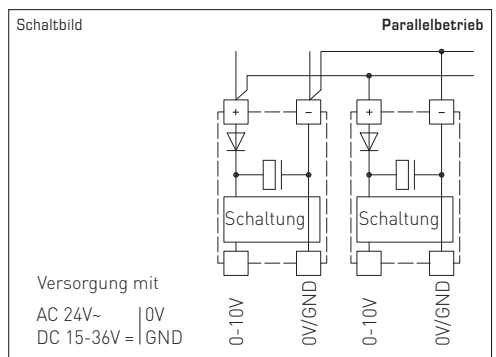 Schaltbild
Parallelbetrieb
+ − + −
Schaltung Schaltung
Versorgung mit
AC 24V~ | 0V
DC 15-36V = | GND
0-10V
0V/GND
0-10V
0V/GND